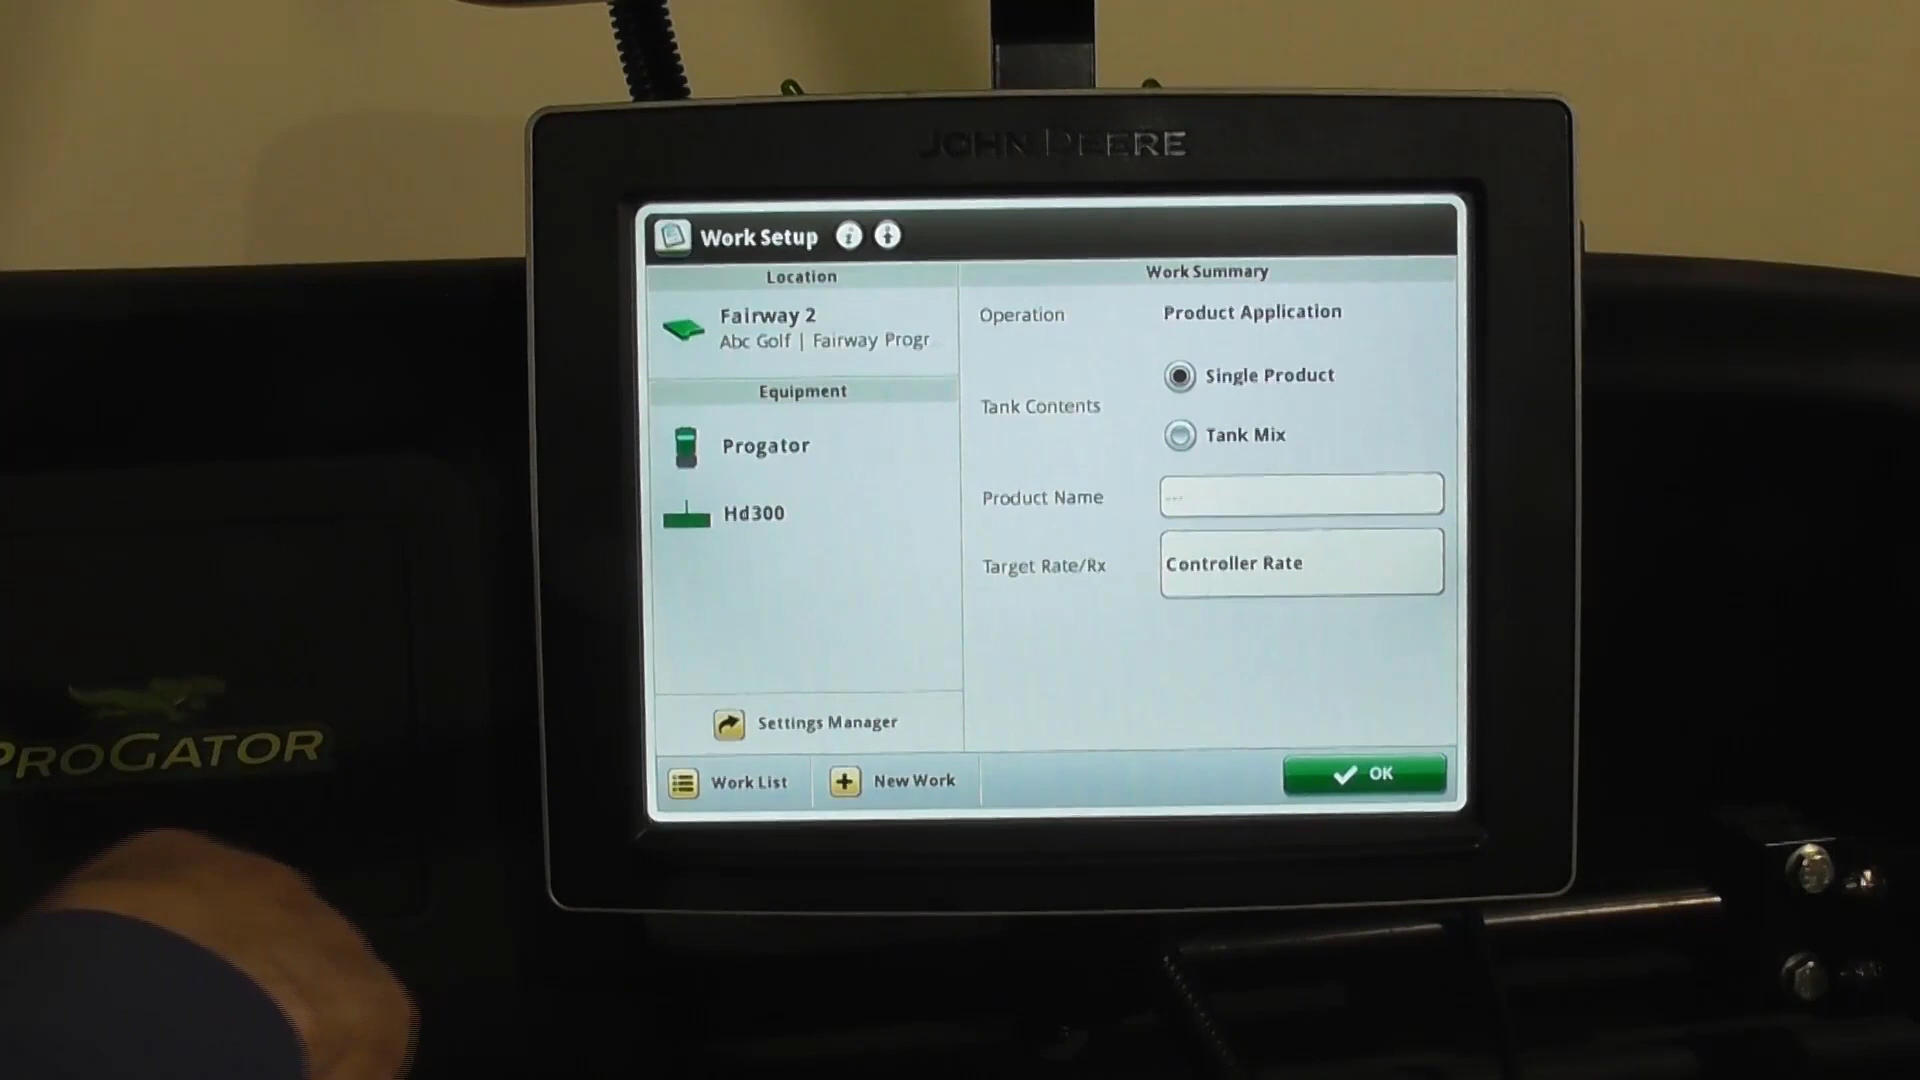 JOHN DEERE
Work Setup
Location
Fairway 2
Abc Golf | Fairway Progr
Equipment
Progator
Hd300
Settings Manager
Work List
New Work
Work Summary
Operation
Product Application
Tank Contents
Single Product
Tank Mix
Product Name
---
Target Rate/Rx
Controller Rate
OK
PROGATOR